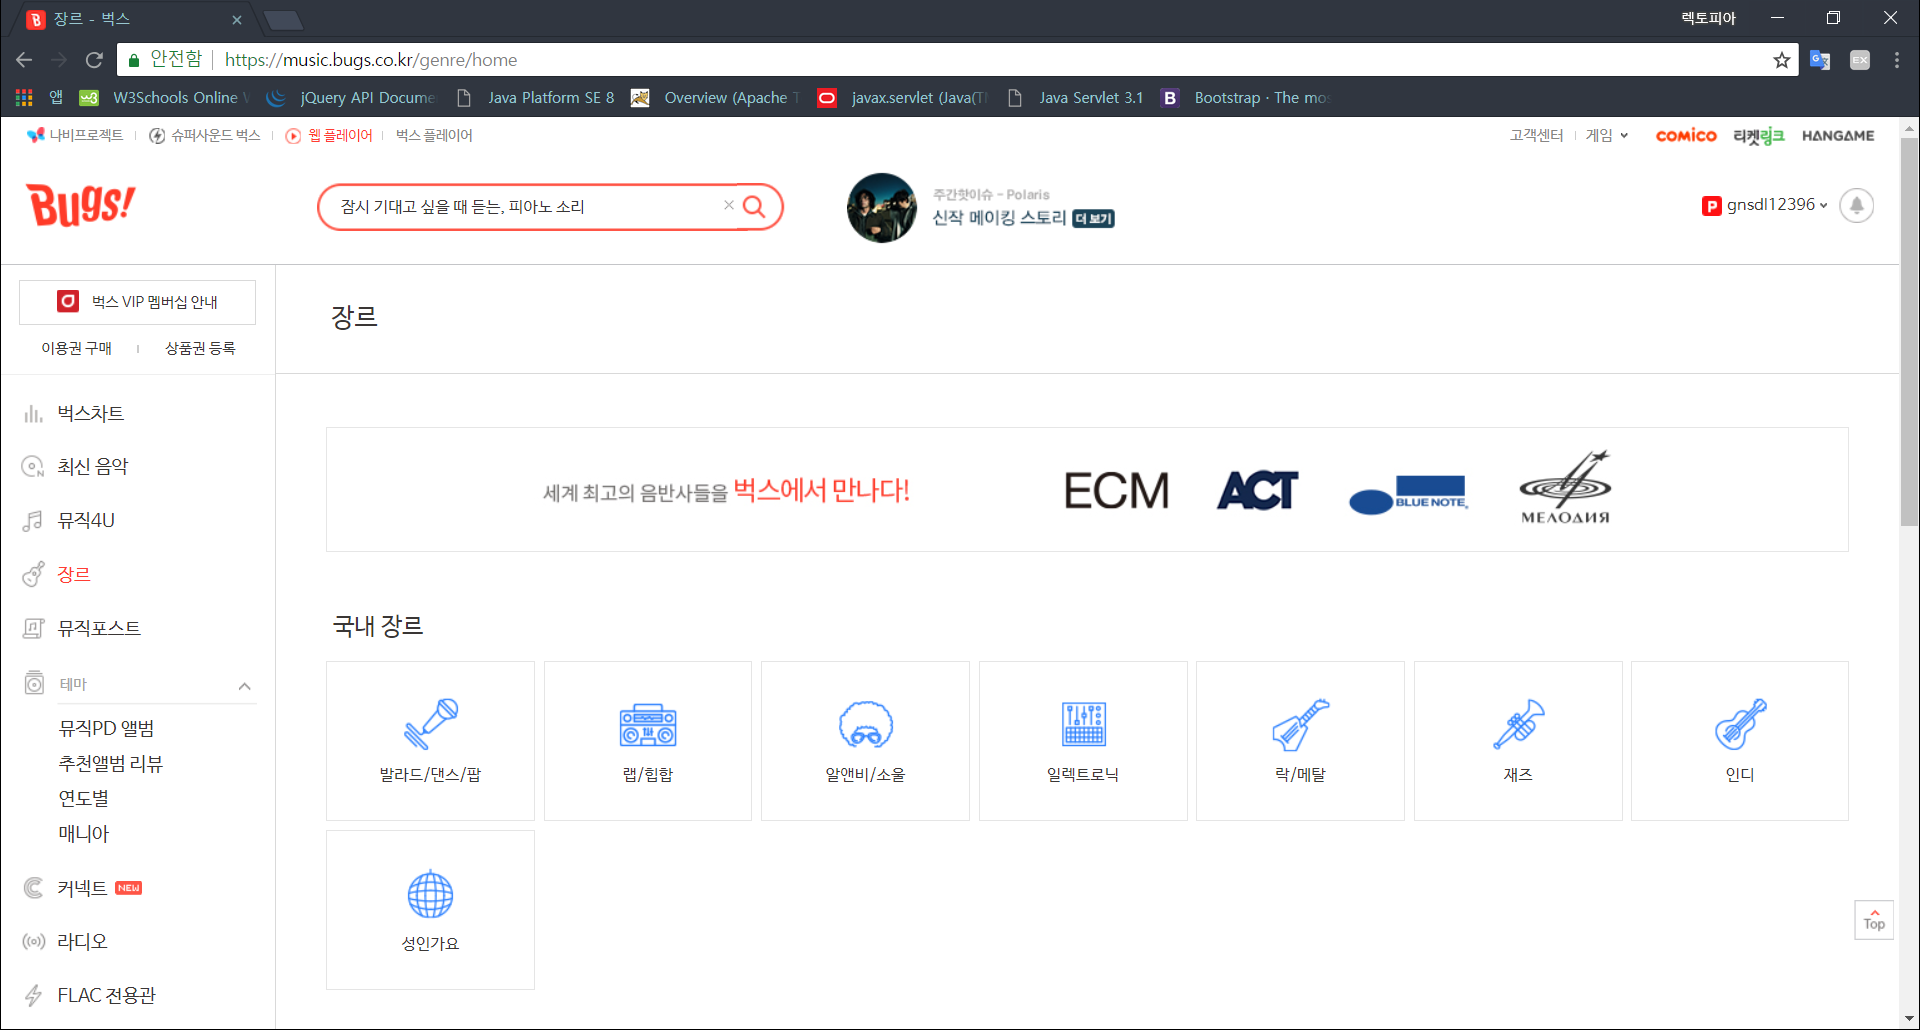 장르 - 벅스
렉토피아
안전함 https://music.bugs.co.kr/genre/home
앱 W3Schools Online jQuery API Docume Java Platform SE 8 Overview (Apache javax.servlet (Java( Java Servlet 3.1 Bootstrap · The mos
나비프로젝트 슈퍼사운드 벅스 웹 플레이어 벅스 플레이어 고객센터 게임 comico 티켓링크 HANGAME
Bugs!
잠시 기대고 싶을 때 듣는, 피아노 소리
주간핫이슈 - Polaris
신작 메이킹 스토리 더 보기
gnsdl12396
벅스 VIP 멤버십 안내
이용권 구매 상품권 등록
벅스차트
최신 음악
뮤직4U
장르
뮤직포스트
테마
뮤직PD 앨범
추천앨범 리뷰
연도별
매니아
커넥트 NEW
라디오
FLAC 전용관
장르
세계 최고의 음반사들을 벅스에서 만나다!
ECM ACT BLUE NOTE МЕЛОДИЯ
국내 장르
발라드/댄스/팝 랩/힙합 알앤비/소울 일렉트로닉 락/메탈 재즈 인디
성인가요
Top